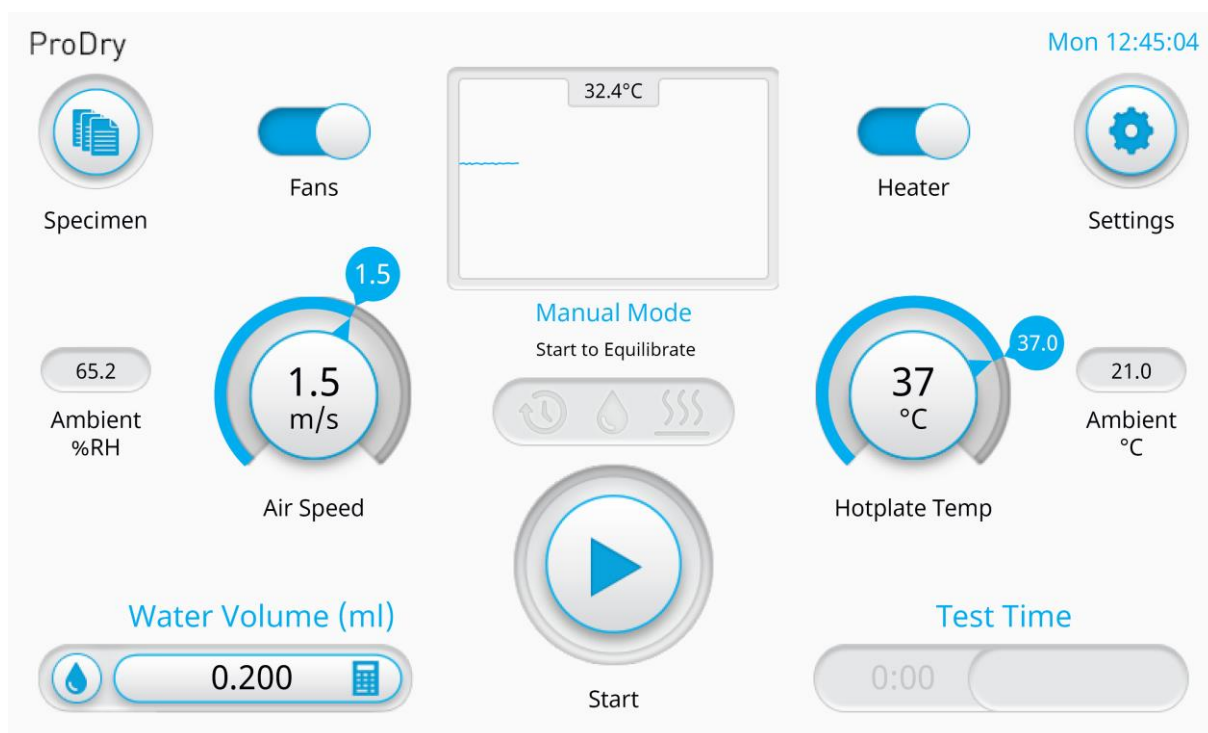 ProDry
Mon 12:45:04
Specimen
Fans
32.4°C
Heater
Settings
1.5
1.5
m/s
Air Speed
65.2
Ambient
%RH
Manual Mode
Start to Equilibrate
37.0
37
°C
Hotplate Temp
21.0
Ambient
°C
Water Volume (ml)
0.200
Start
Test Time
0:00